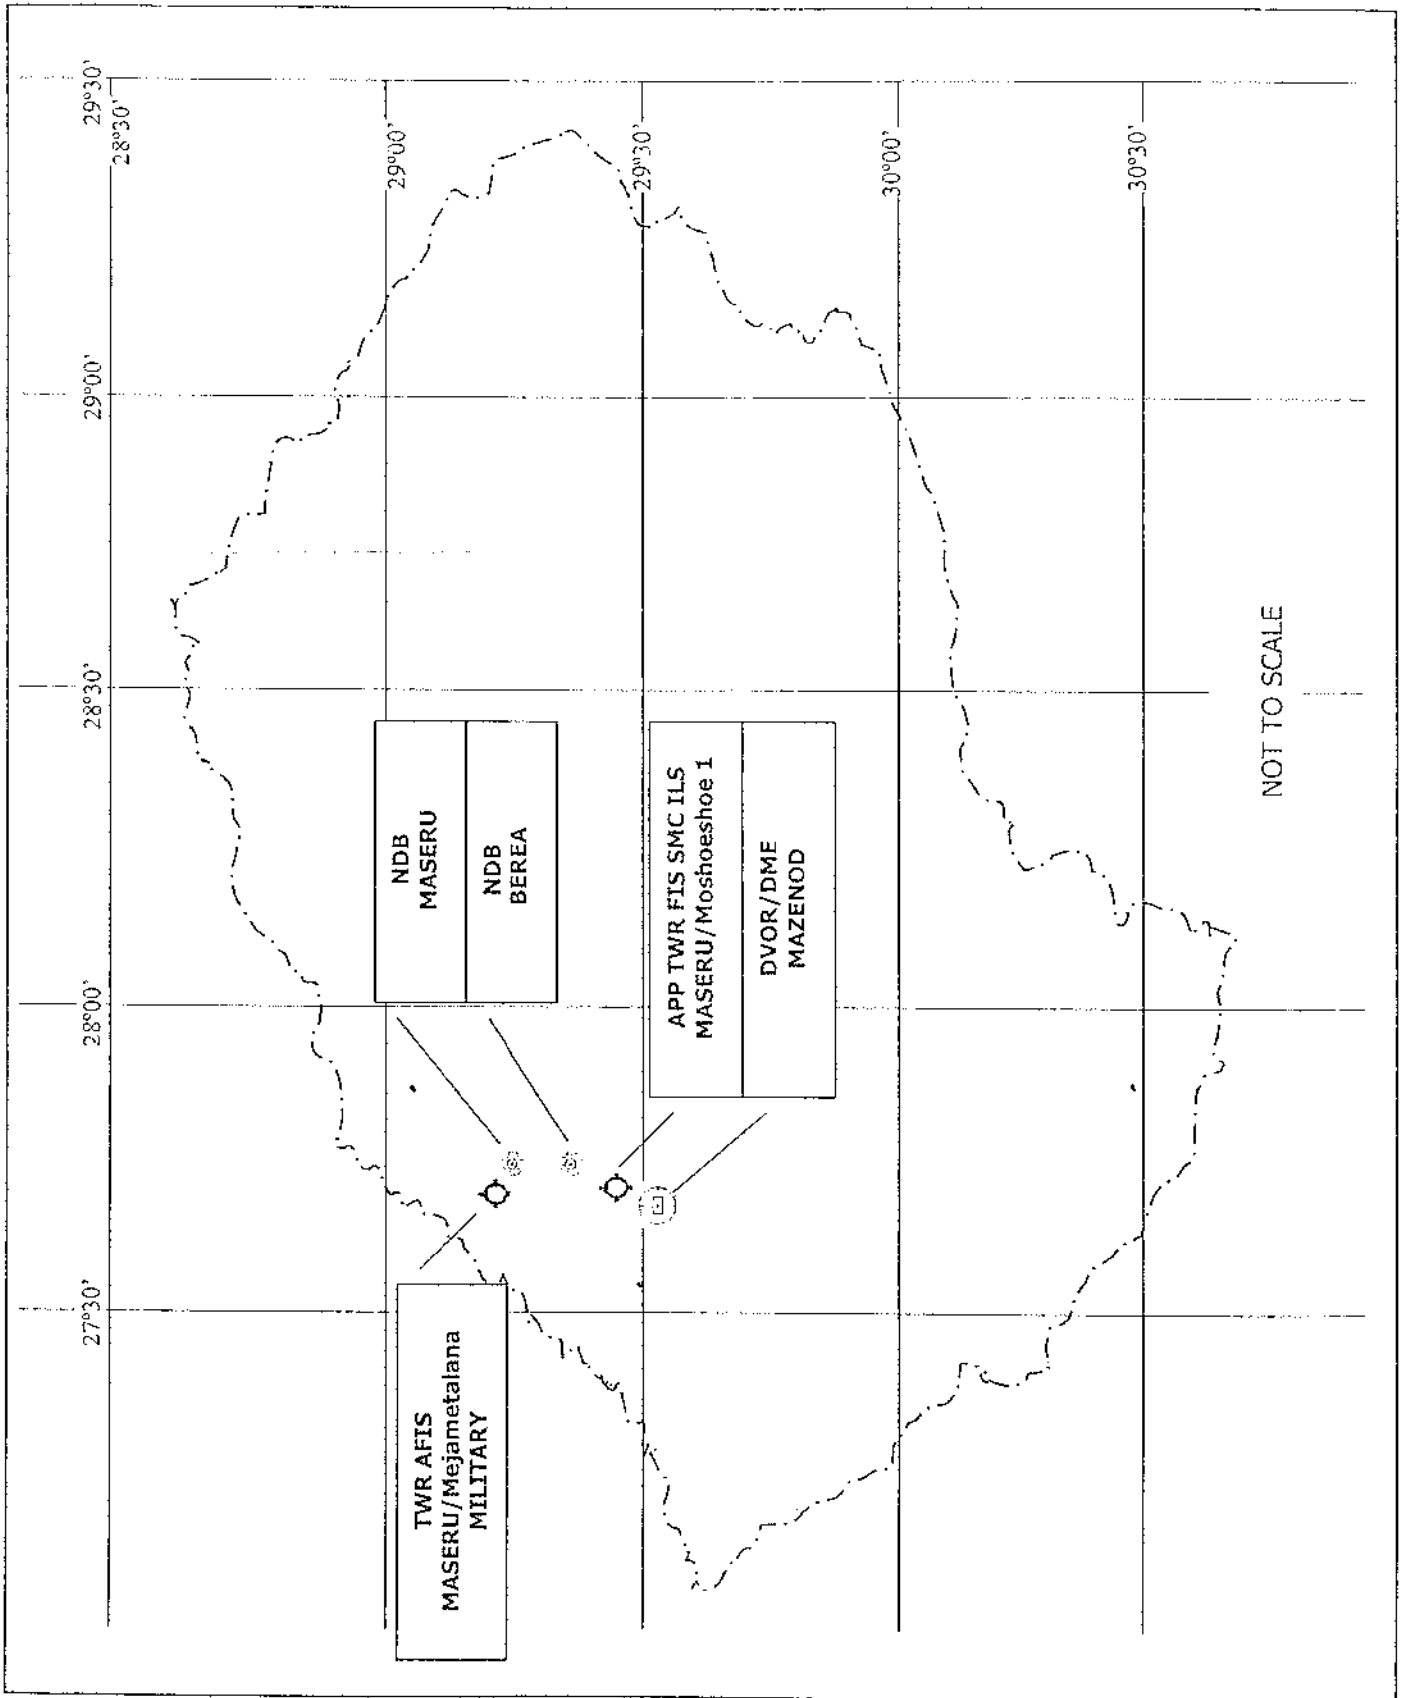 27°30'
28°00'
28°30'
29°00'
29°30'
28°30'
29°00'
29°30'
30°00'
30°30'
TWR AFIS
MASERU/Mejametalana
MILITARY
NDB
MASERU
NDB
BEREA
APP TWR FIS SMC ILS
MASERU/Moshoeshoe 1
DVOR/DME
MAZENOD
NOT TO SCALE